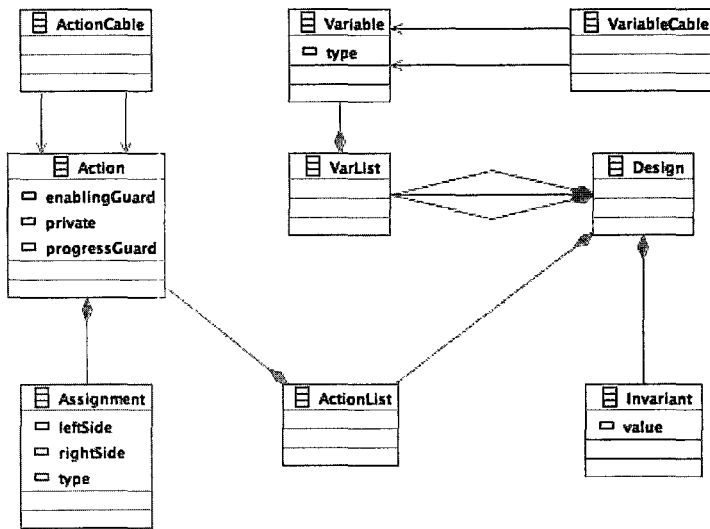 ActionCable
Variable
type
VariableCable
Action
enablingGuard
private
progressGuard
VarList
Design
Assignment
leftSide
rightSide
type
ActionList
Invariant
value